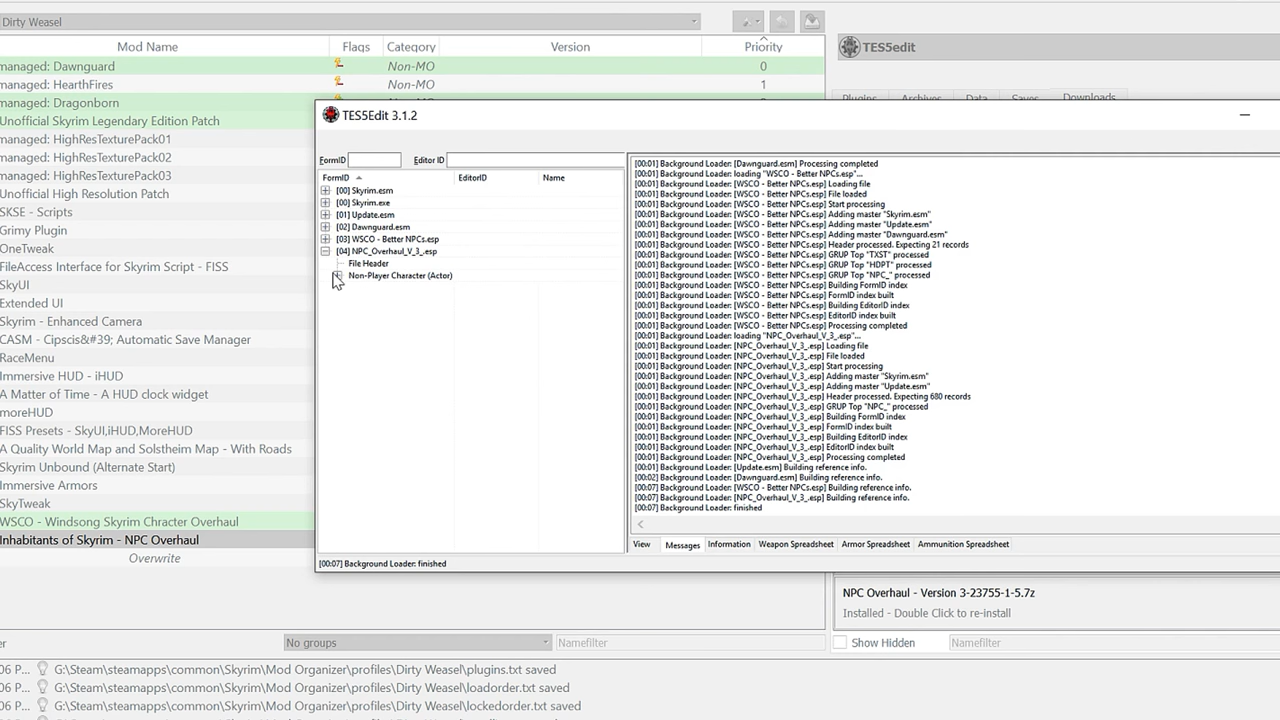 Dirty Weasel
Mod Name Flags Category Version Priority
managed: Dawnguard Non-MO 0
managed: HearthFires Non-MO 1
managed: Dragonborn
Unofficial Skyrim Legendary Edition Patch
managed: HighResTexturePack01
managed: HighResTexturePack02
managed: HighResTexturePack03
Unofficial High Resolution Patch
SKSE - Scripts
Grimy Plugin
OneTweak
FileAccess Interface for Skyrim Script - FISS
SkyUI
Extended UI
Skyrim - Enhanced Camera
CASM - Cipscis&#39; Automatic Save Manager
RaceMenu
Immersive HUD - iHUD
A Matter of Time - A HUD clock widget
moreHUD
FISS Presets - SkyUI,iHUD,MoreHUD
A Quality World Map and Solstheim Map - With Roads
Skyrim Unbound (Alternate Start)
Immersive Armors
SkyTweak
WSCO - Windsong Skyrim Chracter Overhaul
Inhabitants of Skyrim - NPC Overhaul
Overwrite
TES5edit
Plugins Archives Data Saves Downloads
TES5Edit 3.1.2
FormID Editor ID
FormID EditorID Name
[00] Skyrim.esm
[00] Skyrim.exe
[01] Update.esm
[02] Dawnguard.esm
[03] WSCO - Better NPCs.esp
[04] NPC_Overhaul_V_3_.esp
File Header
Non-Player Character (Actor)
[00:01] Background Loader: [Dawnguard.esm] Processing completed
[00:01] Background Loader: loading "WSCO - Better NPCs.esp"...
[00:01] Background Loader: [WSCO - Better NPCs.esp] Loading file
[00:01] Background Loader: [WSCO - Better NPCs.esp] File loaded
[00:01] Background Loader: [WSCO - Better NPCs.esp] Start processing
[00:01] Background Loader: [WSCO - Better NPCs.esp] Adding master "Skyrim.esm"
[00:01] Background Loader: [WSCO - Better NPCs.esp] Adding master "Update.esm"
[00:01] Background Loader: [WSCO - Better NPCs.esp] Adding master "Dawnguard.esm"
[00:01] Background Loader: [WSCO - Better NPCs.esp] Header processed. Expecting 21 records
[00:01] Background Loader: [WSCO - Better NPCs.esp] GRUP Top "TXST" processed
[00:01] Background Loader: [WSCO - Better NPCs.esp] GRUP Top "HDPT" processed
[00:01] Background Loader: [WSCO - Better NPCs.esp] GRUP Top "NPC_" processed
[00:01] Background Loader: [WSCO - Better NPCs.esp] Building FormID index
[00:01] Background Loader: [WSCO - Better NPCs.esp] FormID index built
[00:01] Background Loader: [WSCO - Better NPCs.esp] Building EditorID index
[00:01] Background Loader: [WSCO - Better NPCs.esp] EditorID index built
[00:01] Background Loader: [WSCO - Better NPCs.esp] Processing completed
[00:01] Background Loader: loading "NPC_Overhaul_V_3_.esp"...
[00:01] Background Loader: [NPC_Overhaul_V_3_.esp] Loading file
[00:01] Background Loader: [NPC_Overhaul_V_3_.esp] File loaded
[00:01] Background Loader: [NPC_Overhaul_V_3_.esp] Start processing
[00:01] Background Loader: [NPC_Overhaul_V_3_.esp] Adding master "Skyrim.esm"
[00:01] Background Loader: [NPC_Overhaul_V_3_.esp] Adding master "Update.esm"
[00:01] Background Loader: [NPC_Overhaul_V_3_.esp] Header processed. Expecting 680 records
[00:01] Background Loader: [NPC_Overhaul_V_3_.esp] GRUP Top "NPC_" processed
[00:01] Background Loader: [NPC_Overhaul_V_3_.esp] Building FormID index
[00:01] Background Loader: [NPC_Overhaul_V_3_.esp] FormID index built
[00:01] Background Loader: [NPC_Overhaul_V_3_.esp] Building EditorID index
[00:01] Background Loader: [NPC_Overhaul_V_3_.esp] EditorID index built
[00:01] Background Loader: [NPC_Overhaul_V_3_.esp] Processing completed
[00:01] Background Loader: [Update.esm] Building reference info.
[00:02] Background Loader: [Dawnguard.esm] Building reference info.
[00:07] Background Loader: [WSCO - Better NPCs.esp] Building reference info.
[00:07] Background Loader: [NPC_Overhaul_V_3_.esp] Building reference info.
[00:07] Background Loader: finished
View Messages Information Weapon Spreadsheet Armor Spreadsheet Ammunition Spreadsheet
[00:07] Background Loader: finished
NPC Overhaul - Version 3-23755-1-5.7z
Installed - Double Click to re-install
No groups Namefilter
Show Hidden Namefilter
06 P... G:\Steam\steamapps\common\Skyrim\Mod Organizer\profiles\Dirty Weasel\plugins.txt saved
06 P... G:\Steam\steamapps\common\Skyrim\Mod Organizer\profiles\Dirty Weasel\loadorder.txt saved
06 P... G:\Steam\steamapps\common\Skyrim\Mod Organizer\profiles\Dirty Weasel\lockedorder.txt saved